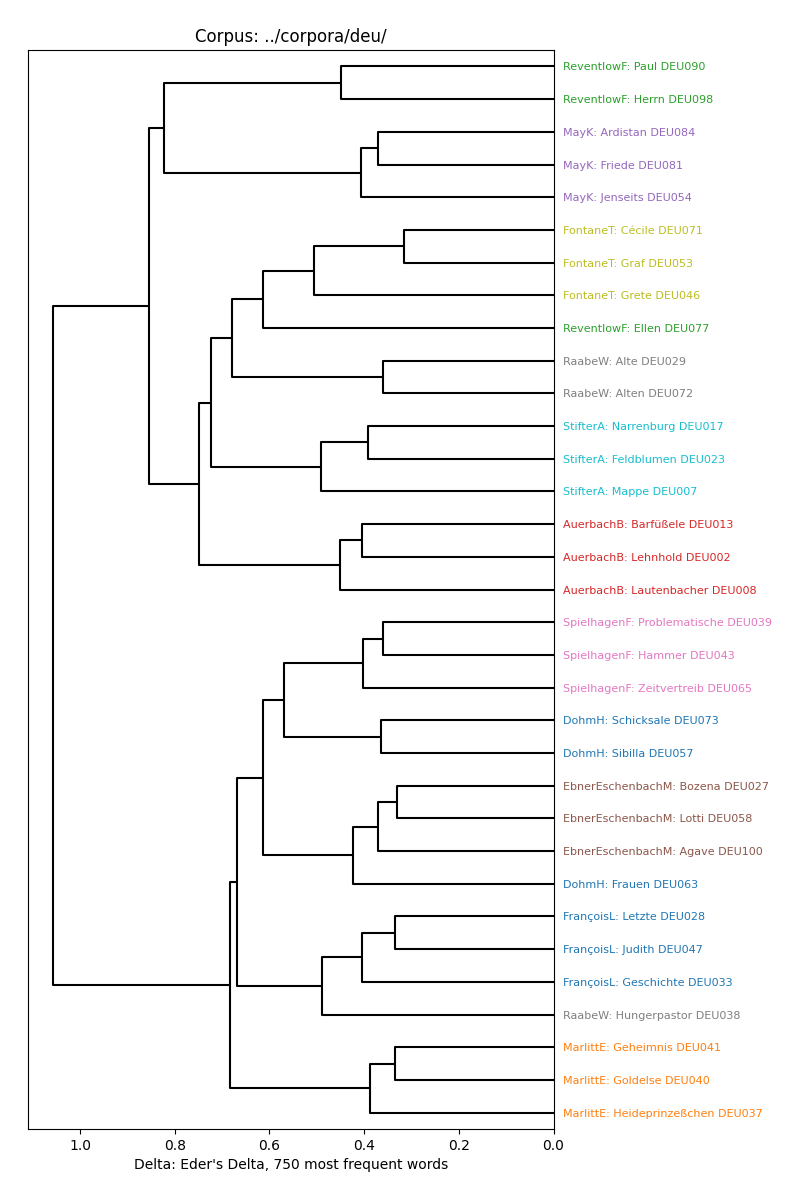 Corpus: ../corpora/deu/
ReventlowF: Paul DEU090
ReventlowF: Herrn DEU098
MayK: Ardistan DEU084
MayK: Friede DEU081
MayK: Jenseits DEU054
FontaneT: Cécile DEU071
FontaneT: Graf DEU053
FontaneT: Grete DEU046
ReventlowF: Ellen DEU077
RaabeW: Alte DEU029
RaabeW: Alten DEU072
StifterA: Narrenburg DEU017
StifterA: Feldblumen DEU023
StifterA: Mappe DEU007
AuerbachB: Barfüßele DEU013
AuerbachB: Lehnhold DEU002
AuerbachB: Lautenbacher DEU008
SpielhagenF: Problematische DEU039
SpielhagenF: Hammer DEU043
SpielhagenF: Zeitvertreib DEU065
DohmH: Schicksale DEU073
DohmH: Sibilla DEU057
EbnerEschenbachM: Bozena DEU027
EbnerEschenbachM: Lotti DEU058
EbnerEschenbachM: Agave DEU100
DohmH: Frauen DEU063
FrançoisL: Letzte DEU028
FrançoisL: Judith DEU047
FrançoisL: Geschichte DEU033
RaabeW: Hungerpastor DEU038
MarlittE: Geheimnis DEU041
MarlittE: Goldelse DEU040
MarlittE: Heideprinzeßchen DEU037
1.0 0.8 0.6 0.4 0.2 0.0
Delta: Eder's Delta, 750 most frequent words